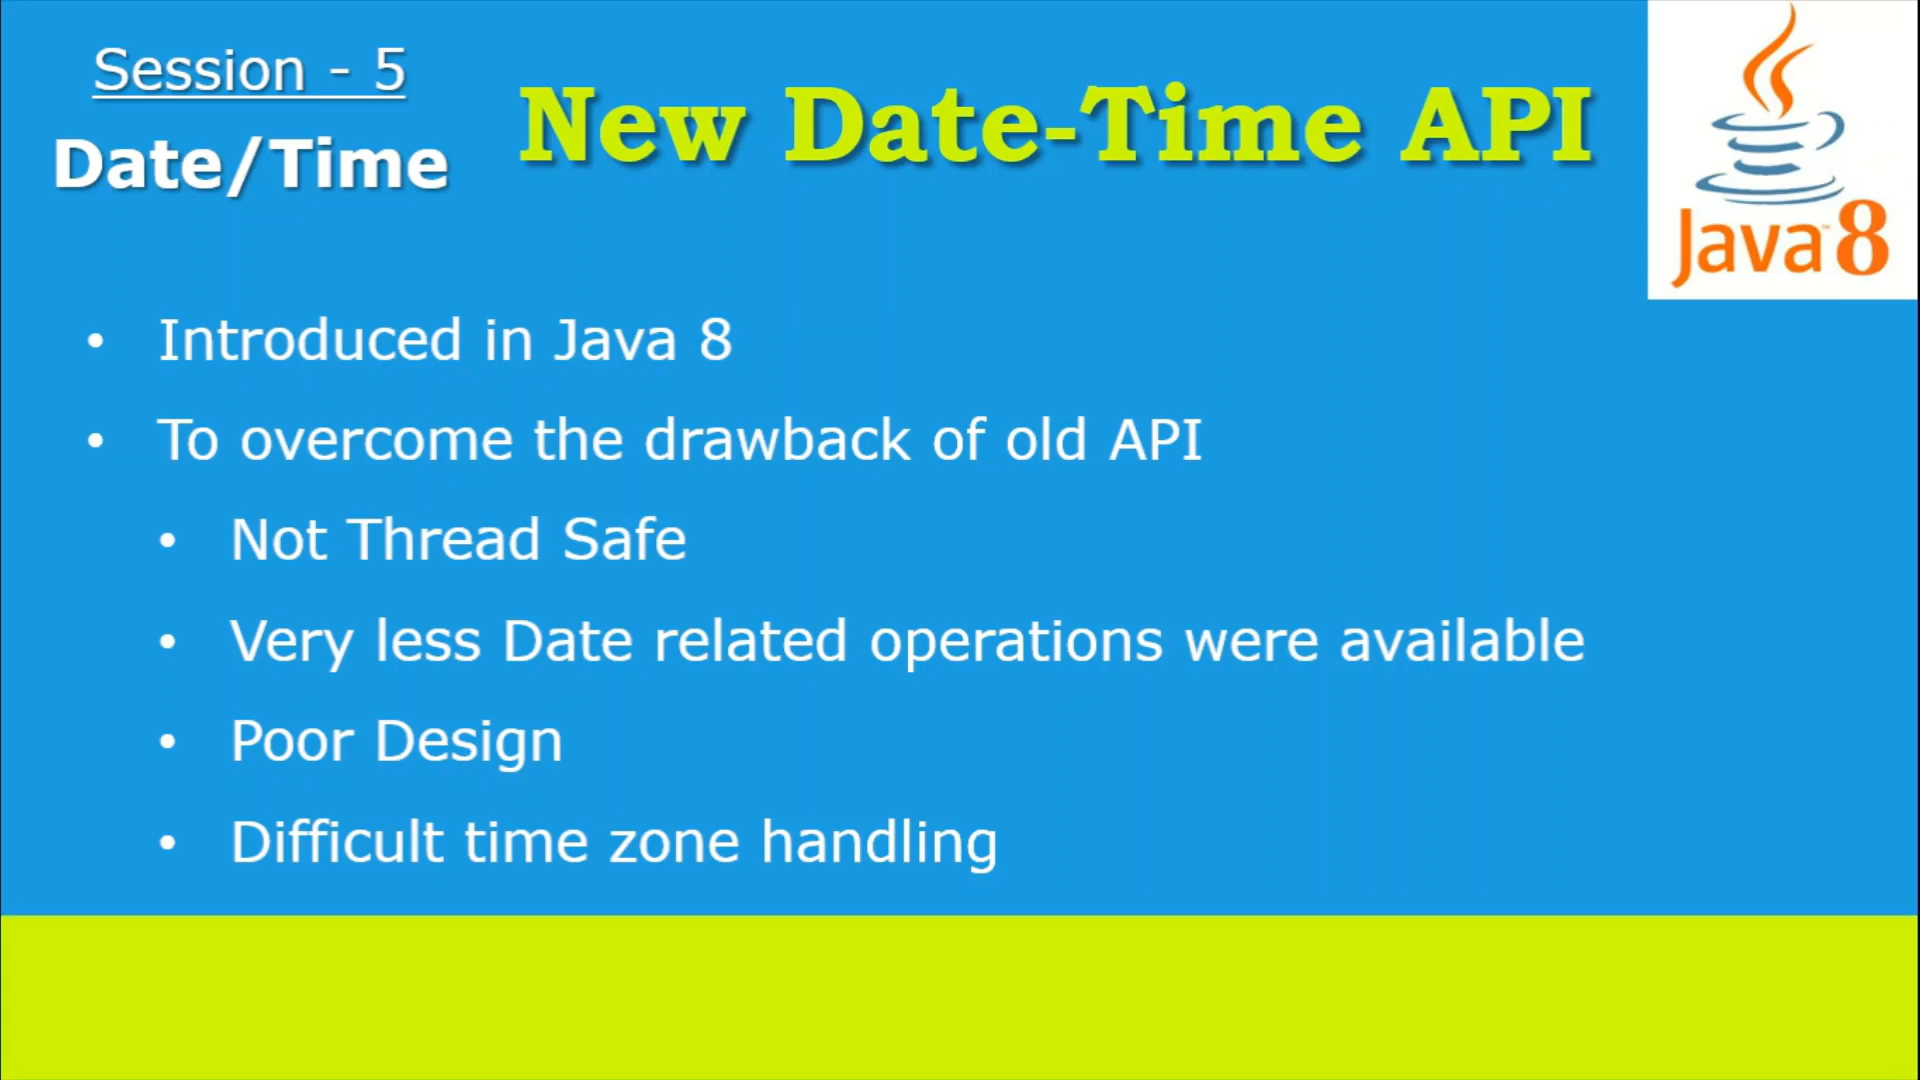 Session - 5
Date/Time
New Date-Time API
Java™ 8
• Introduced in Java 8
• To overcome the drawback of old API
• Not Thread Safe
• Very less Date related operations were available
• Poor Design
• Difficult time zone handling